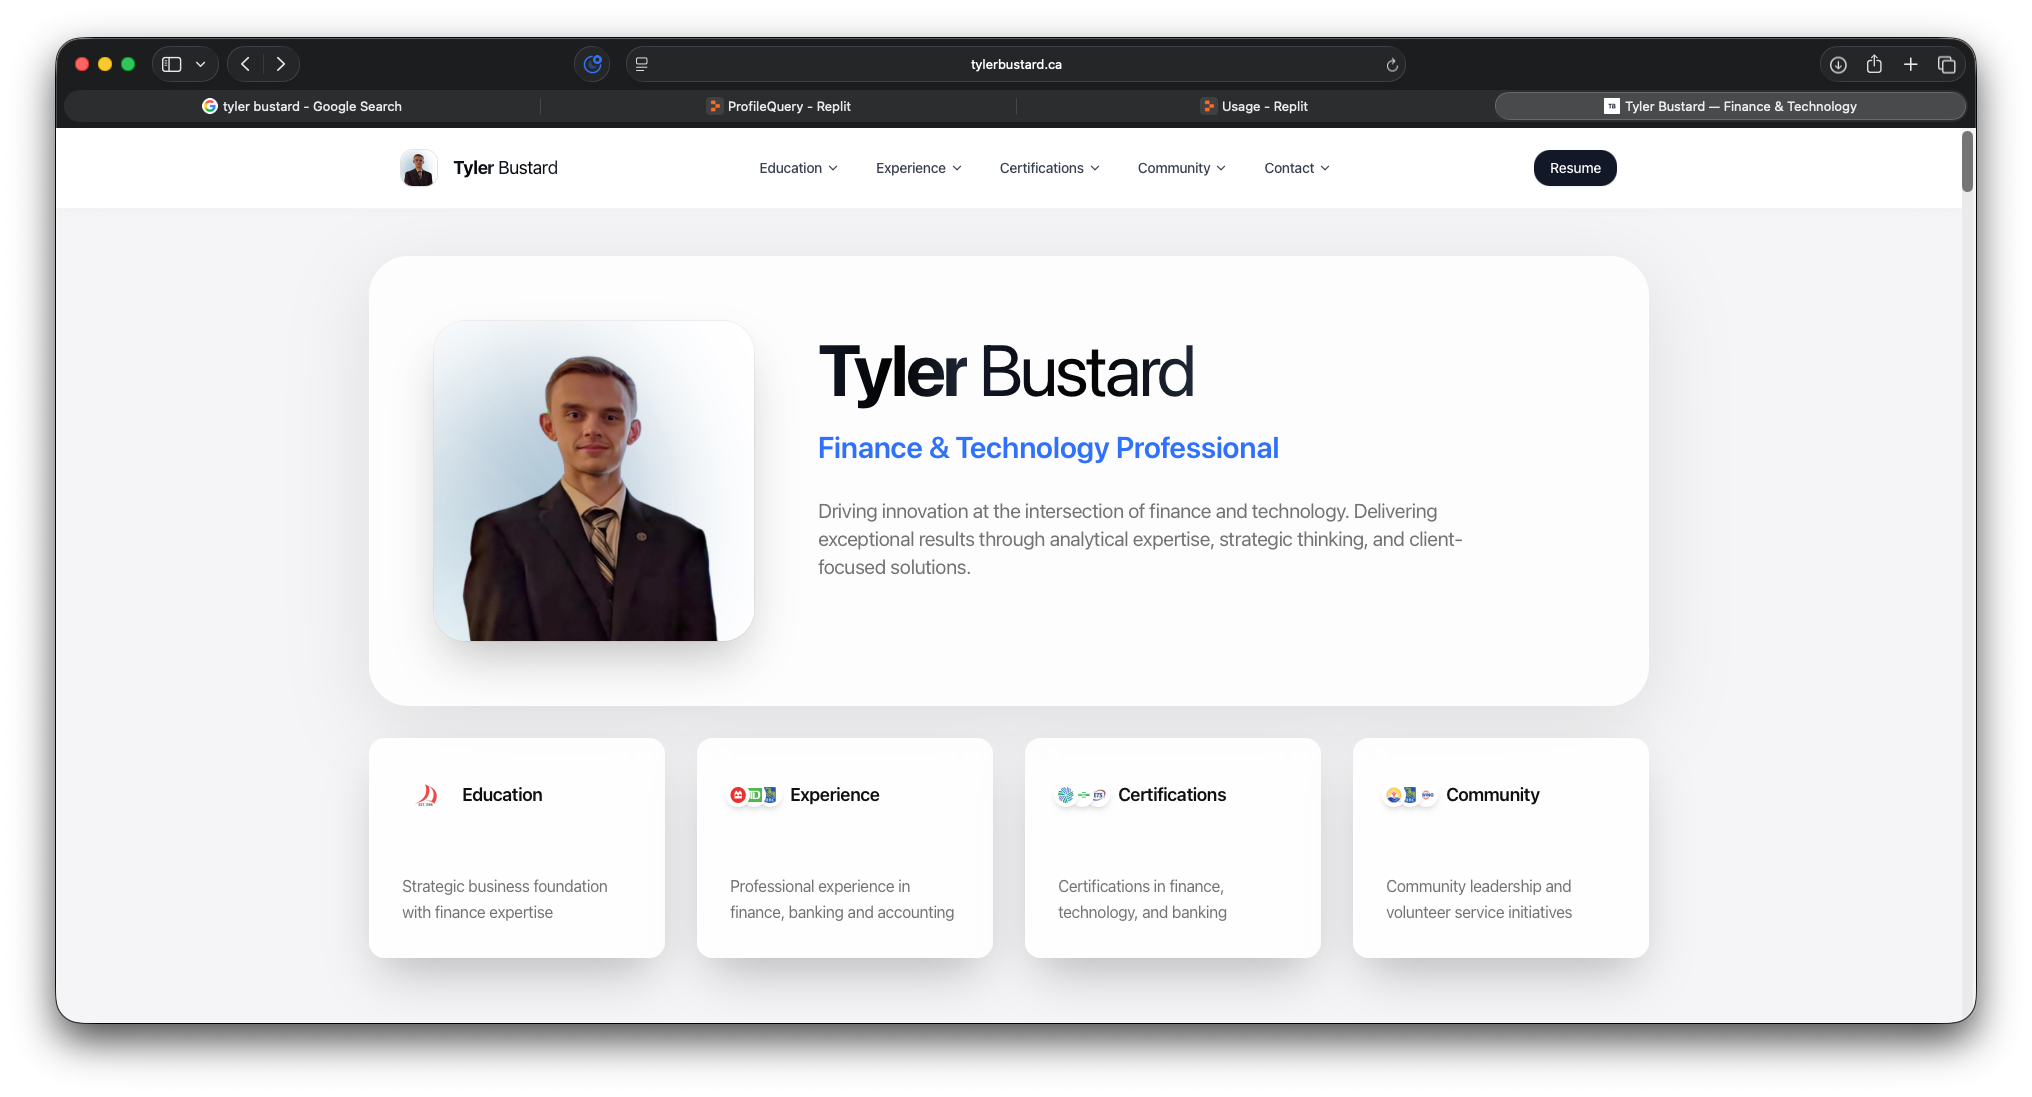 tylerbustard.ca
tyler bustard - Google Search
ProfileQuery - Replit
Usage - Replit
TB
Tyler Bustard — Finance & Technology
Tyler Bustard
Education
Experience
Certifications
Community
Contact
Resume
Tyler Bustard
Finance & Technology Professional
Driving innovation at the intersection of finance and technology. Delivering
exceptional results through analytical expertise, strategic thinking, and client-
focused solutions.
Education
Strategic business foundation
with finance expertise
TD
Experience
Professional experience in
finance, banking and accounting
ETS
Certifications
Certifications in finance,
technology, and banking
Community
Community leadership and
volunteer service initiatives